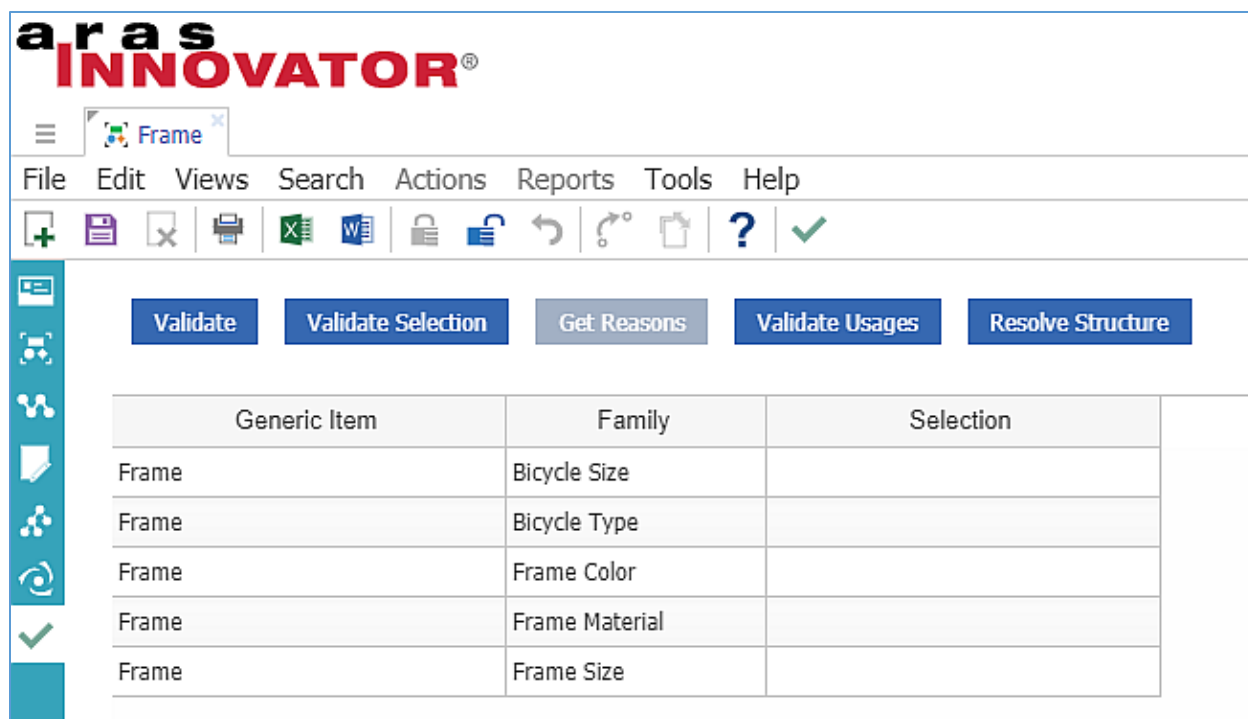 aras
INNOVATOR®
Frame
File Edit Views Search Actions Reports Tools Help
Validate Validate Selection Get Reasons Validate Usages Resolve Structure
Generic Item Family Selection
Frame Bicycle Size
Frame Bicycle Type
Frame Frame Color
Frame Frame Material
Frame Frame Size